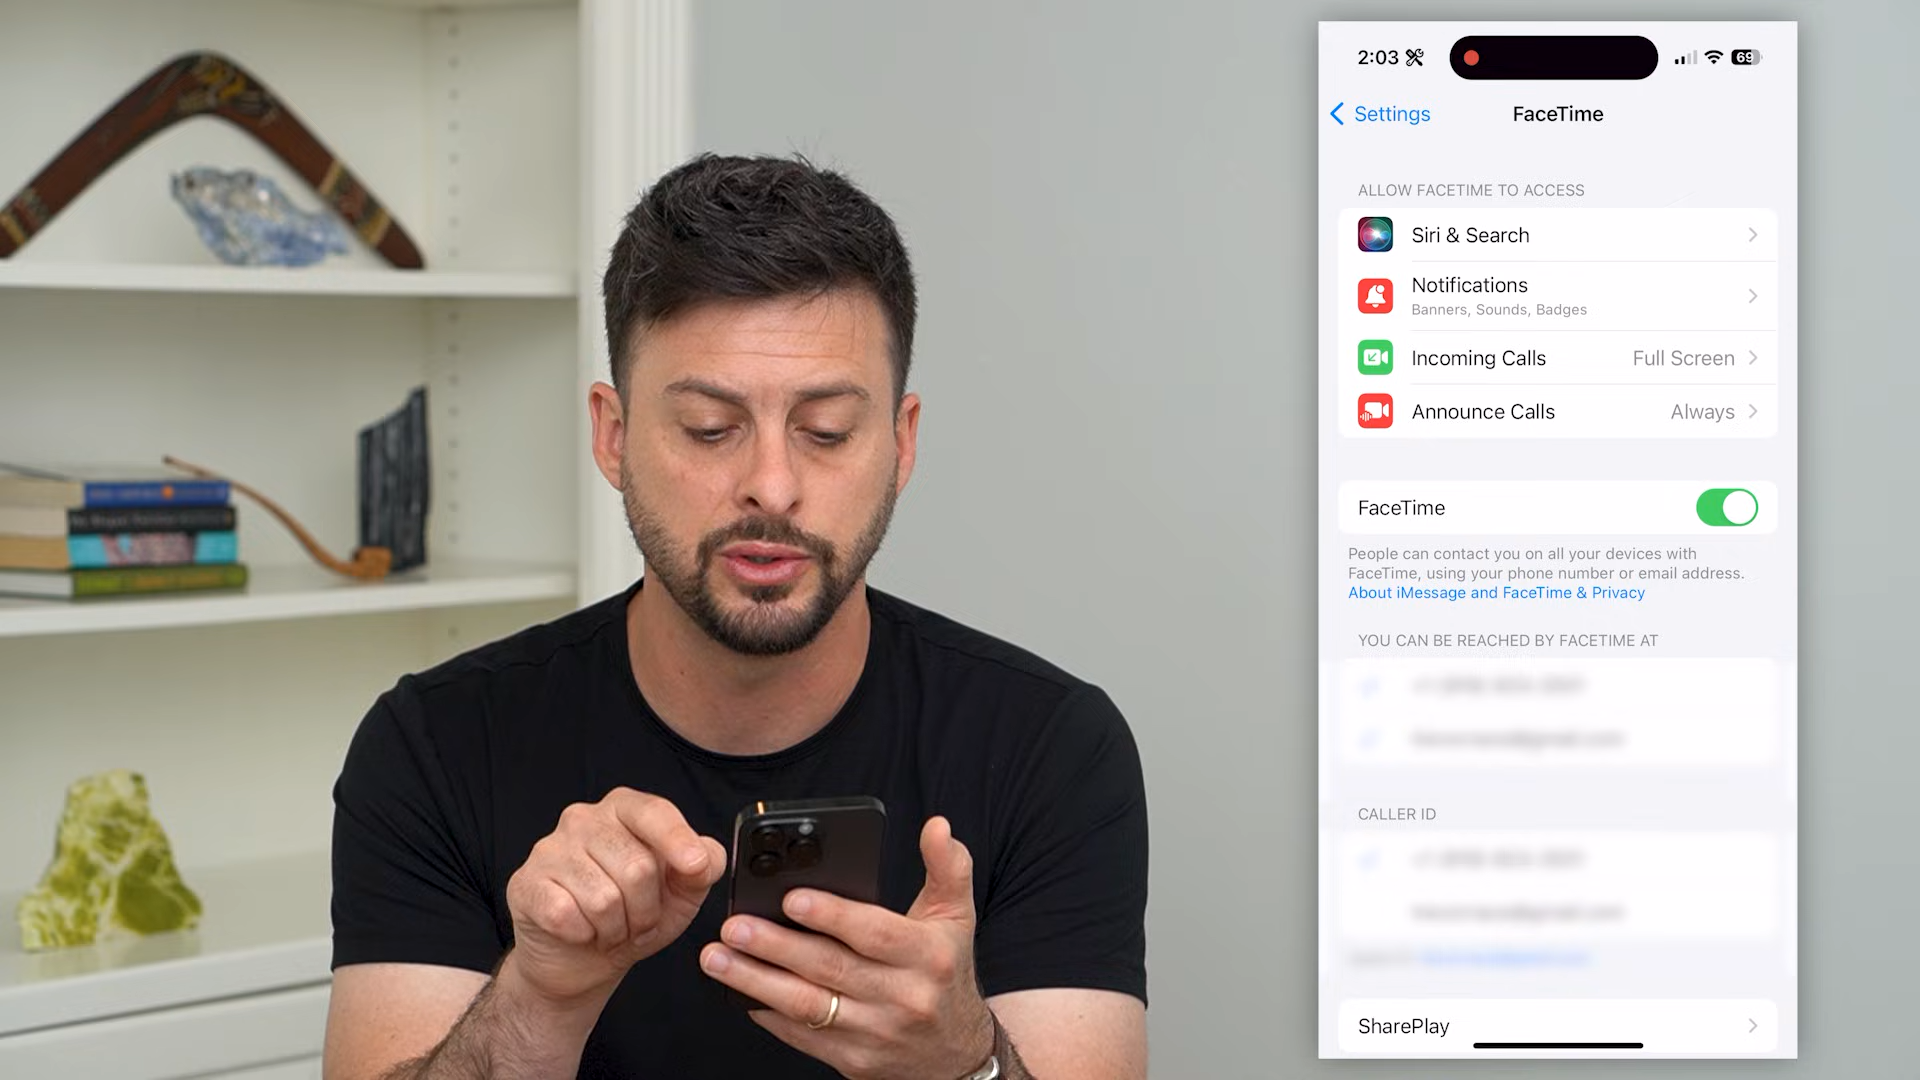 2:03
69
Settings
FaceTime
ALLOW FACETIME TO ACCESS
Siri & Search
Notifications
Banners, Sounds, Badges
Incoming Calls
Full Screen
Announce Calls
Always
FaceTime
People can contact you on all your devices with
FaceTime, using your phone number or email address.
About iMessage and FaceTime & Privacy
YOU CAN BE REACHED BY FACETIME AT
CALLER ID
SharePlay